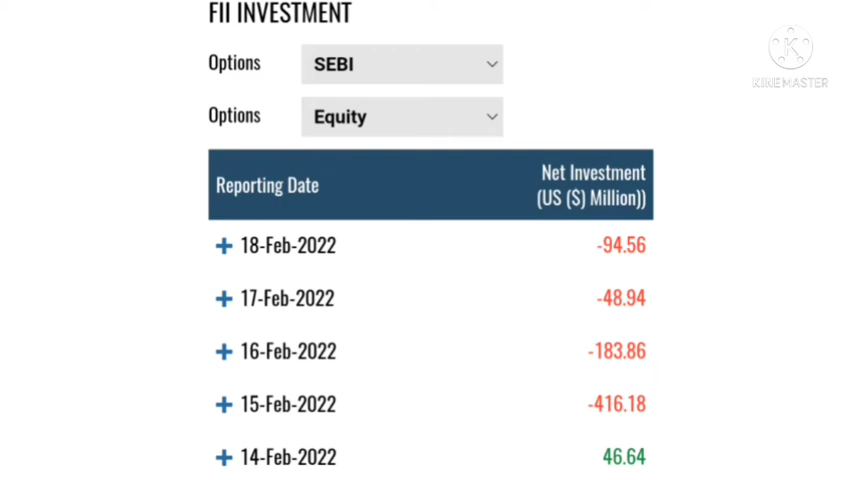 FII INVESTMENT
Options SEBI
Options Equity
Reporting Date Net Investment
(US ($) Million))
18-Feb-2022 -94.56
17-Feb-2022 -48.94
16-Feb-2022 -183.86
15-Feb-2022 -416.18
14-Feb-2022 46.64
K
KINEMASTER